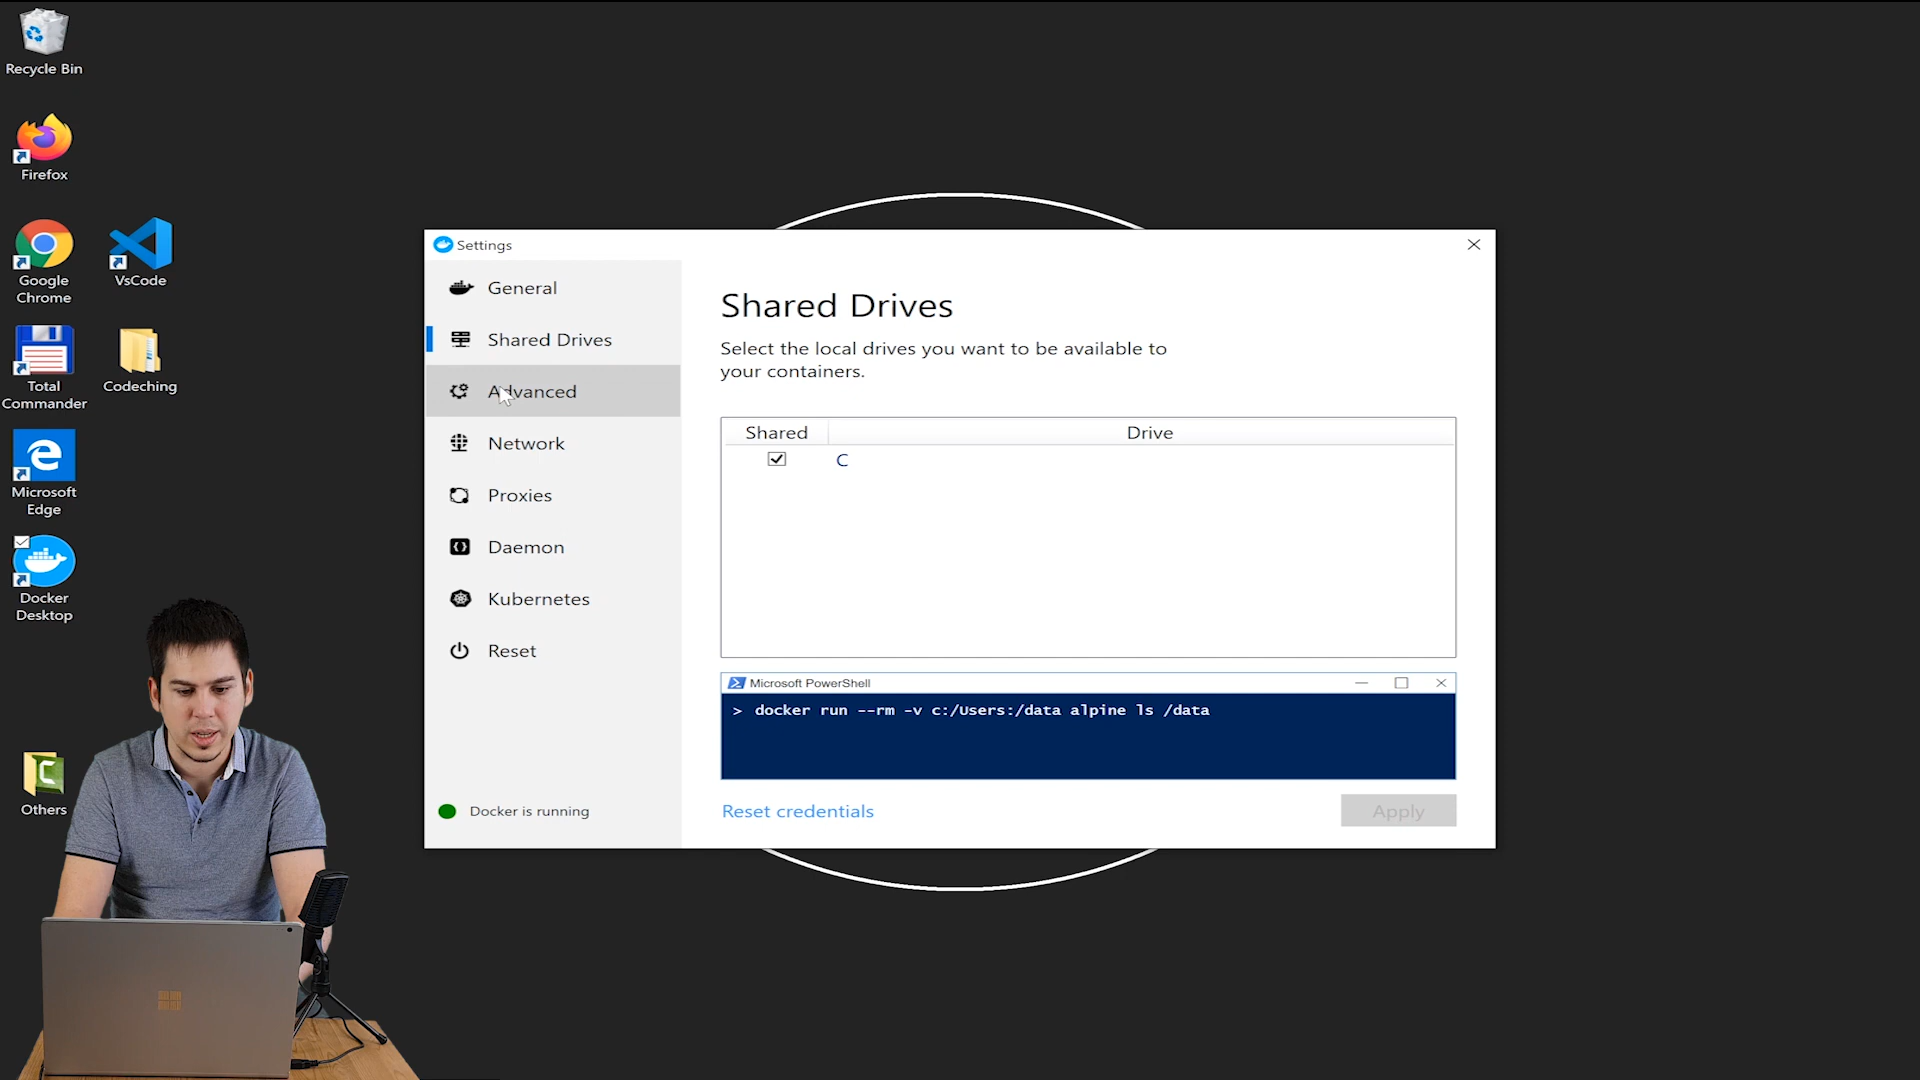 Recycle Bin
Firefox
Google
Chrome
VsCode
Total
Commander
Codeching
Microsoft
Edge
Docker
Desktop
Others
Settings
General
Shared Drives
Advanced
Network
Proxies
Daemon
Kubernetes
Reset
Docker is running
Shared Drives
Select the local drives you want to be available to
your containers.
Shared Drive
C
Microsoft PowerShell
> docker run --rm -v c:/Users:/data alpine ls /data
Reset credentials
Apply